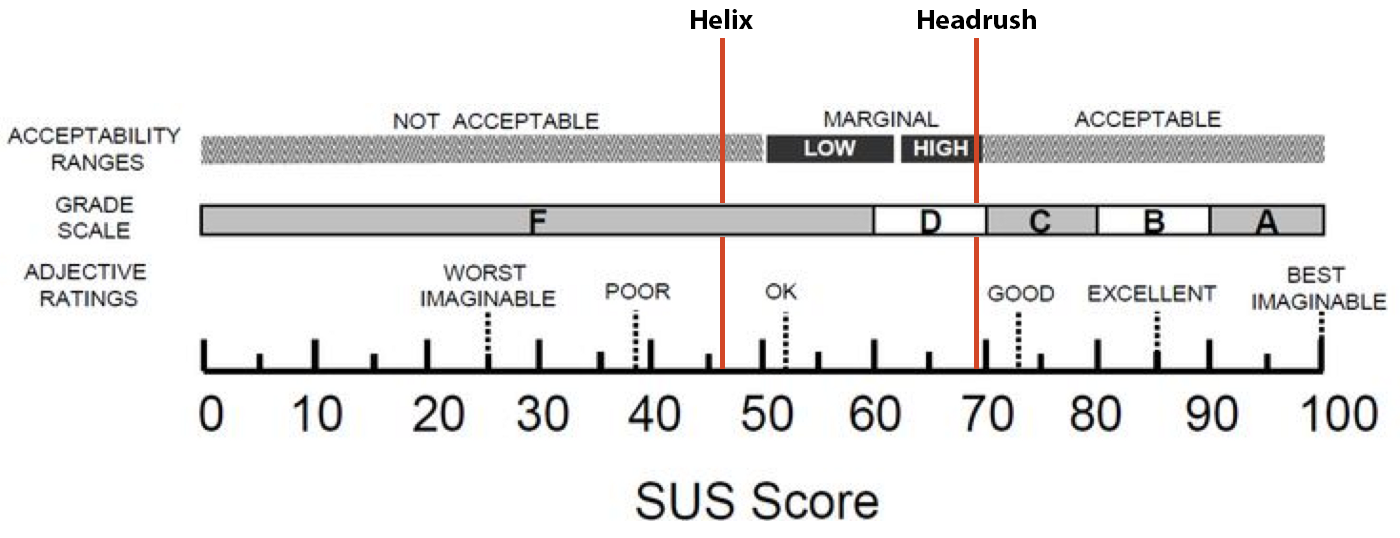 Helix Headrush
NOT ACCEPTABLE MARGINAL ACCEPTABLE
ACCEPTABILITY
RANGES
LOW HIGH
GRADE
SCALE
F D C B A
ADJECTIVE
RATINGS
WORST
IMAGINABLE
POOR OK GOOD EXCELLENT
BEST
IMAGINABLE
0 10 20 30 40 50 60 70 80 90 100
SUS Score